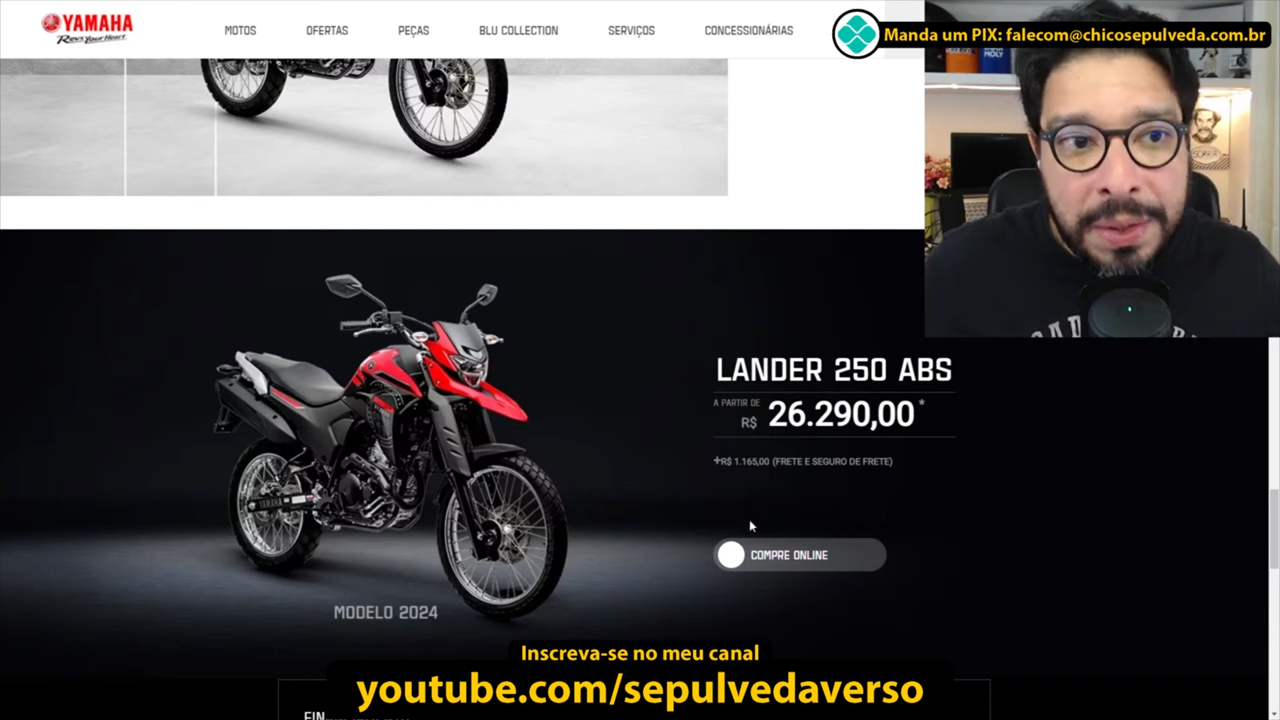 YAMAHA
Revs Your Heart
MOTOS
OFERTAS
PEÇAS
BLU COLLECTION
SERVIÇOS
CONCESSIONÁRIAS
Manda um PIX: falecom@chicosepulveda.com.br
MOLY
LANDER 250 ABS
A PARTIR DE
R$ 26.290,00*
+R$ 1.165,00 (FRETE E SEGURO DE FRETE)
COMPRE ONLINE
YAMAHA
MODELO 2024
Inscreva-se no meu canal
youtube.com/sepulvedaverso